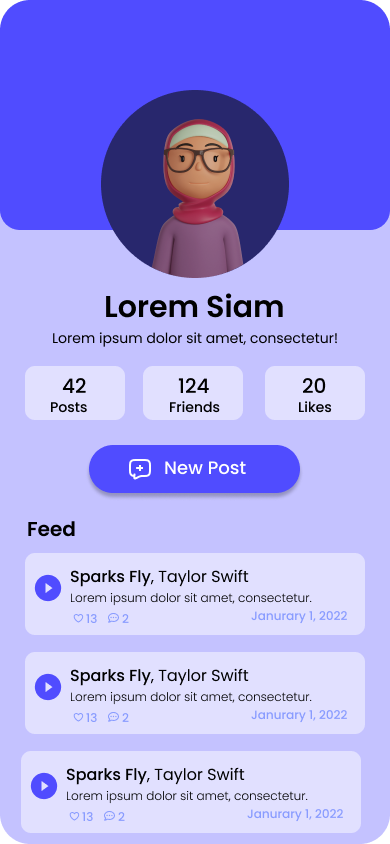 Lorem Siam
Lorem ipsum dolor sit amet, consectetur!
42 124 20
Posts Friends Likes
New Post
Feed
Sparks Fly, Taylor Swift
Lorem ipsum dolor sit amet, consectetur.
13 2 Janurary 1, 2022
Sparks Fly, Taylor Swift
Lorem ipsum dolor sit amet, consectetur.
13 2 Janurary 1, 2022
Sparks Fly, Taylor Swift
Lorem ipsum dolor sit amet, consectetur.
13 2 Janurary 1, 2022